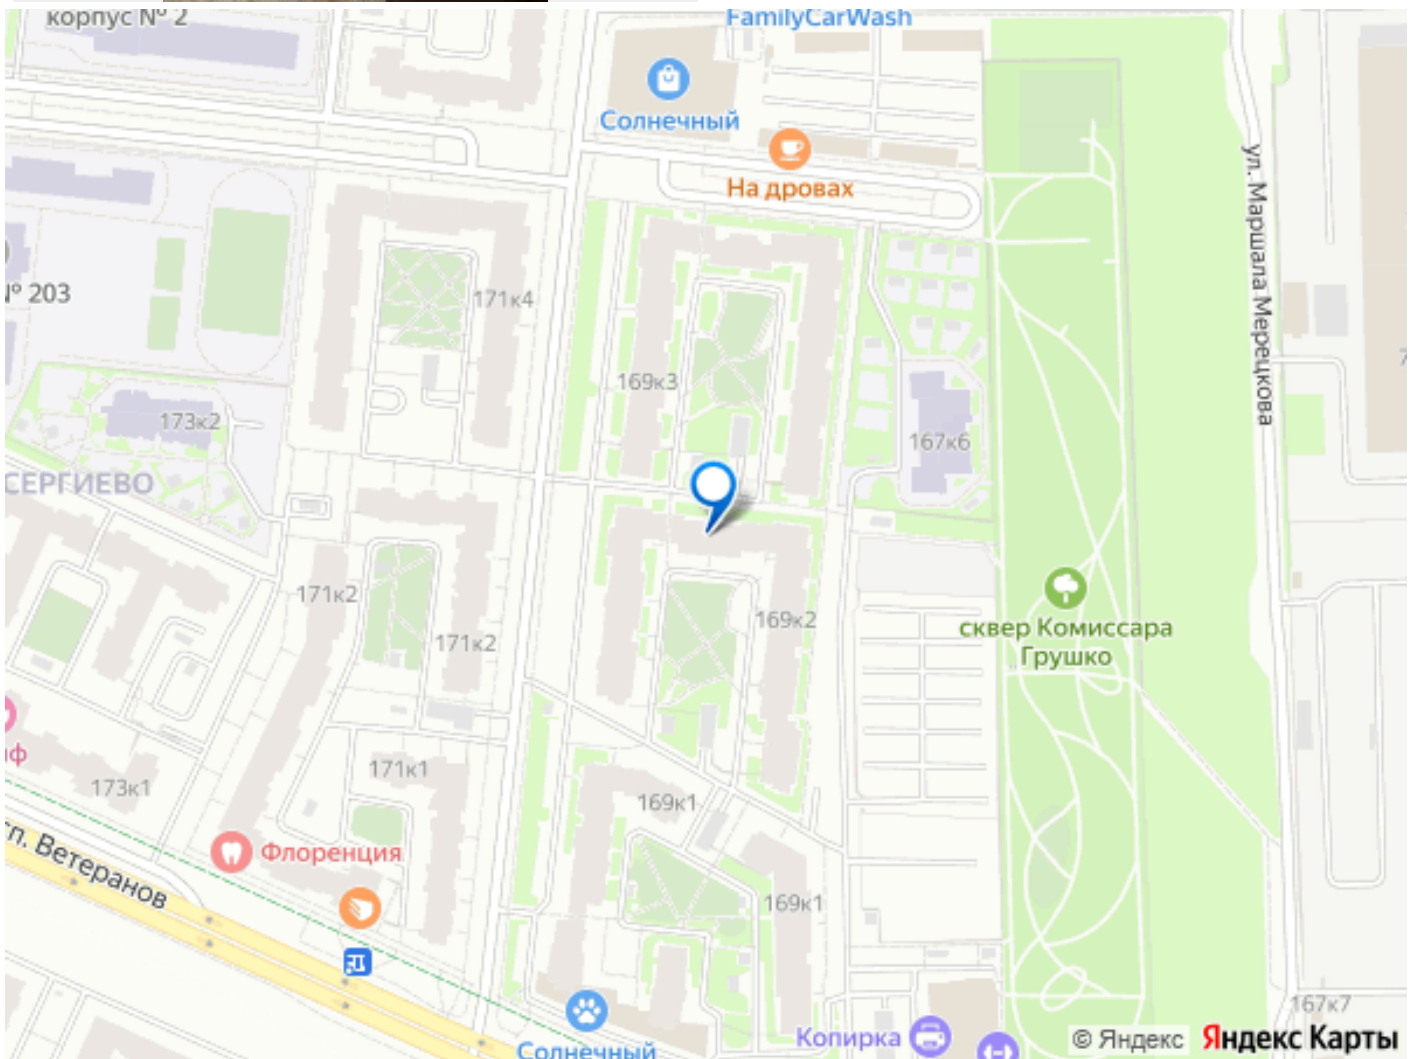 корпус № 2
FamilyCarWash
Солнечный
На дровах
ул. Маршала Мерецкова
№ 203
171к4
169к3
173к2
167к6
СЕРГИЕВО
171к2
171к2
169к2
сквер Комиссара
Грушко
173к1
171к1
169к1
Флоренция
Ветеранов
169к1
167к7
Копирка
Солнечный
© Яндекс Яндекс Карты